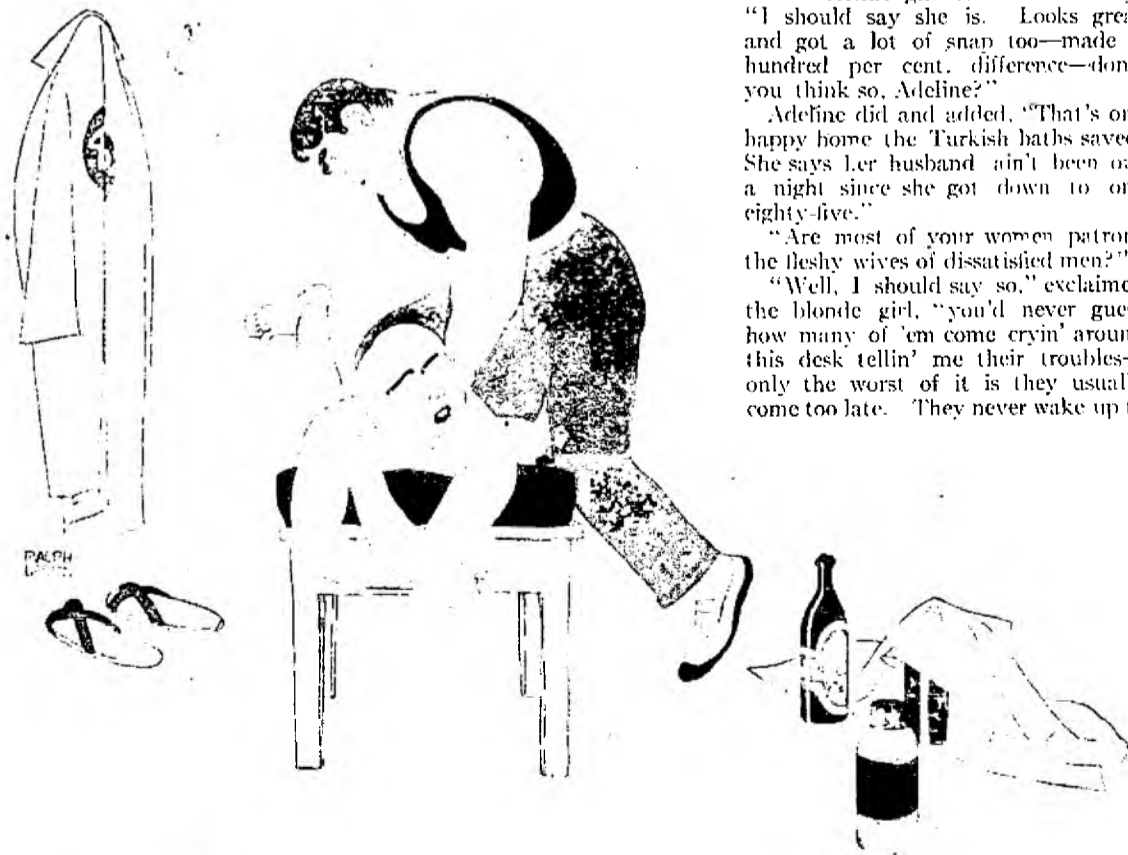 "I should say she is. Looks grea
and got a lot of snap too—made
hundred per cent. difference—don
you think so, Adeline?"
Adeline did and added, "That's on
happy home the Turkish baths saved
She says her husband ain't been ou
a night since she got down to on
eighty-five."
"Are most of your women patron
the fleshy wives of dissatisfied men?"
"Well, I should say so," exclaime
the blonde girl, "you'd never gue
how many of 'em come cryin' aroun
this desk tellin' me their troubles—
only the worst of it is they usuall
come too late. They never wake up t
RALPH